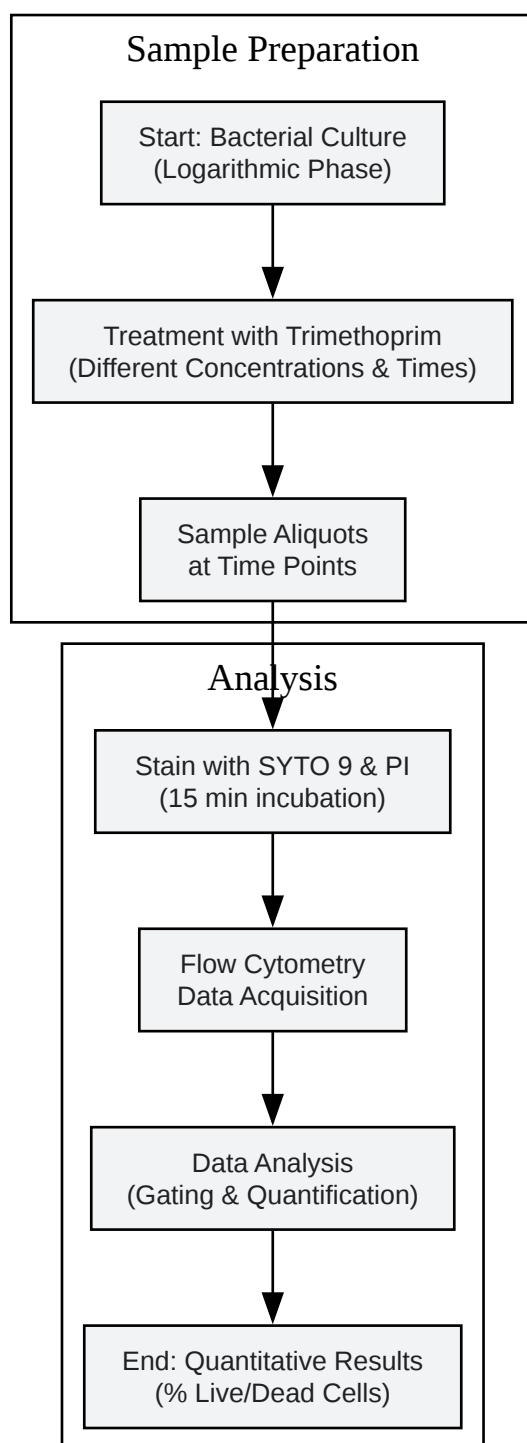 Sample Preparation
Start: Bacterial Culture
(Logarithmic Phase)
Treatment with Trimethoprim
(Different Concentrations & Times)
Sample Aliquots
at Time Points
Analysis
Stain with SYTO 9 & PI
(15 min incubation)
Flow Cytometry
Data Acquisition
Data Analysis
(Gating & Quantification)
End: Quantitative Results
(% Live/Dead Cells)